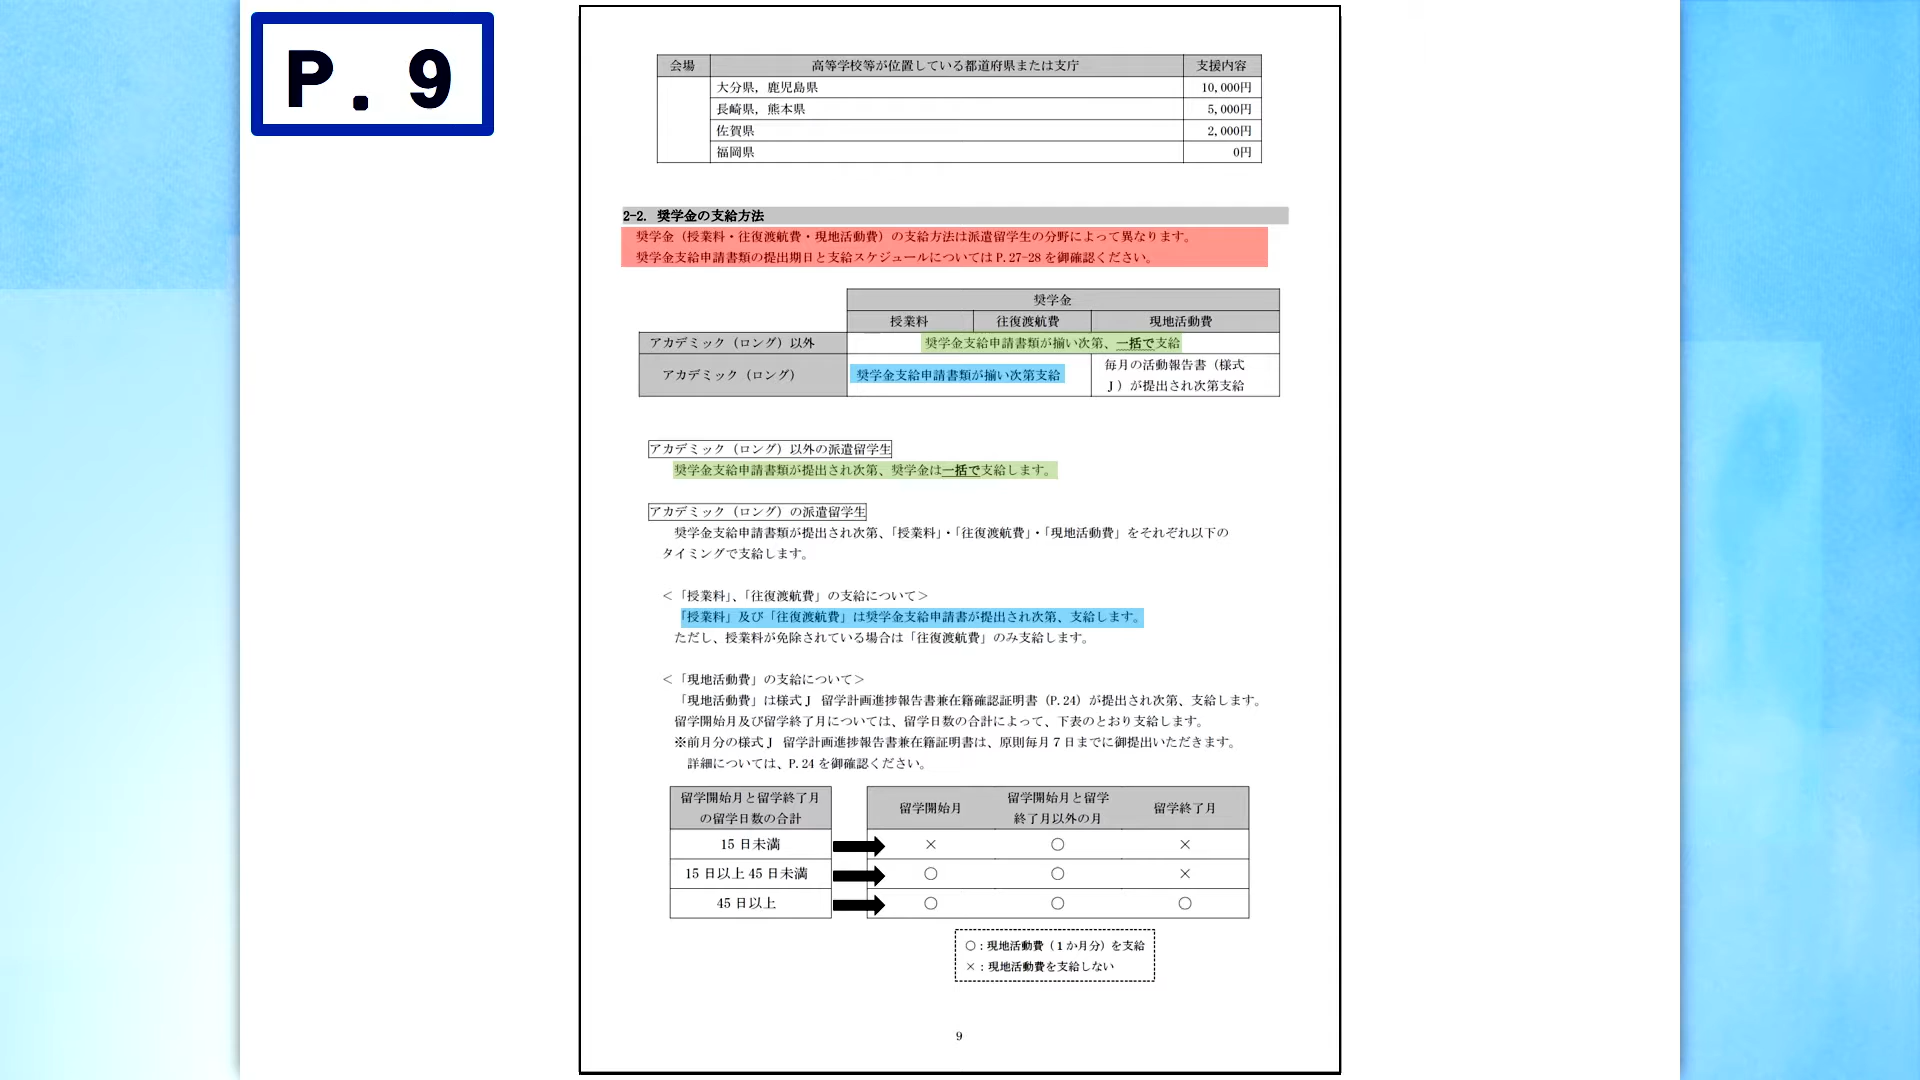 P. 9
会場 高等学校等が位置している都道府県または支庁 支援内容
大分県，鹿児島県 10,000円
長崎県，熊本県 5,000円
佐賀県 2,000円
福岡県 0円
2-2. 奨学金の支給方法
奨学金（授業料・往復渡航費・現地活動費）の支給方法は派遣留学生の分野によって異なります。
奨学金支給申請書類の提出期日と支給スケジュールについては P.27-28 を御確認ください。
奨学金
授業料 往復渡航費 現地活動費
アカデミック（ロング）以外 奨学金支給申請書類が揃い次第、一括で支給
アカデミック（ロング） 奨学金支給申請書類が揃い次第支給 毎月の活動報告書（様式
J）が提出され次第支給
アカデミック（ロング）以外の派遣留学生
奨学金支給申請書類が提出され次第、奨学金は一括で支給します。
アカデミック（ロング）の派遣留学生
奨学金支給申請書類が提出され次第、「授業料」・「往復渡航費」・「現地活動費」をそれぞれ以下の
タイミングで支給します。
＜「授業料」、「往復渡航費」の支給について＞
「授業料」及び「往復渡航費」は奨学金支給申請書が提出され次第、支給します。
ただし、授業料が免除されている場合は「往復渡航費」のみ支給します。
＜「現地活動費」の支給について＞
「現地活動費」は様式J 留学計画進捗報告書兼在籍確認証明書（P.24）が提出され次第、支給します。
留学開始月及び留学終了月については、留学日数の合計によって、下表のとおり支給します。
※前月分の様式J 留学計画進捗報告書兼在籍証明書は、原則毎月７日までに御提出いただきます。
詳細については、P.24 を御確認ください。
留学開始月と留学終了月
の留学日数の合計
留学開始月 留学開始月と留学
終了月以外の月 留学終了月
15 日未満 × ○ ×
15 日以上 45 日未満 ○ ○ ×
45 日以上 ○ ○ ○
○：現地活動費（１か月分）を支給
×：現地活動費を支給しない
9